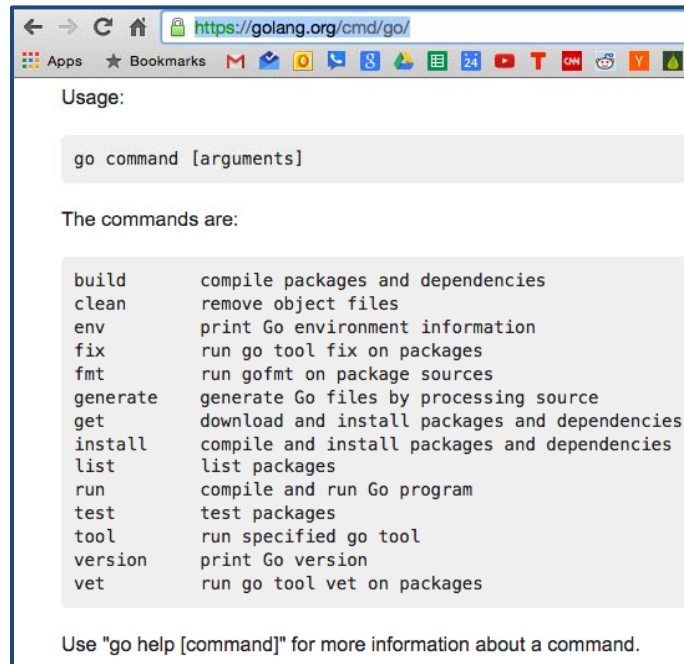 https://golang.org/cmd/go/
Apps Bookmarks M O 8 24 T CNN Y
Usage:
go command [arguments]
The commands are:
build compile packages and dependencies
clean remove object files
env print Go environment information
fix run go tool fix on packages
fmt run gofmt on package sources
generate generate Go files by processing source
get download and install packages and dependencies
install compile and install packages and dependencies
list list packages
run compile and run Go program
test test packages
tool run specified go tool
version print Go version
vet run go tool vet on packages
Use "go help [command]" for more information about a command.